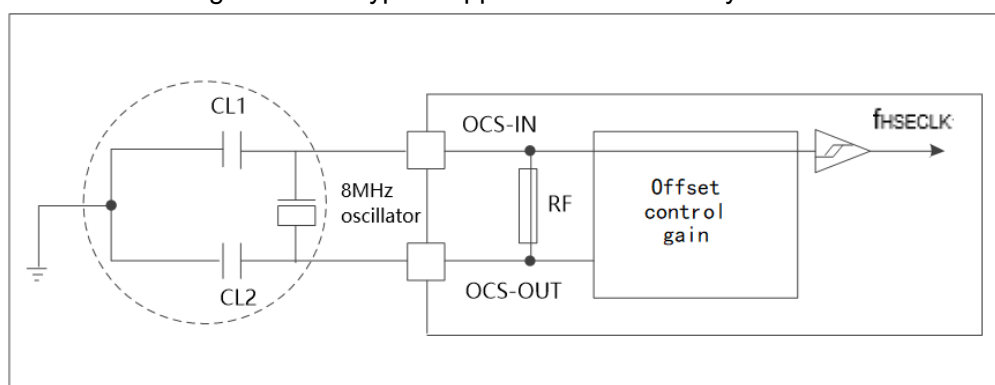 CL1
OCS-IN
fHSECLK
8MHz
oscillator
RF
Offset
control
gain
CL2
OCS-OUT